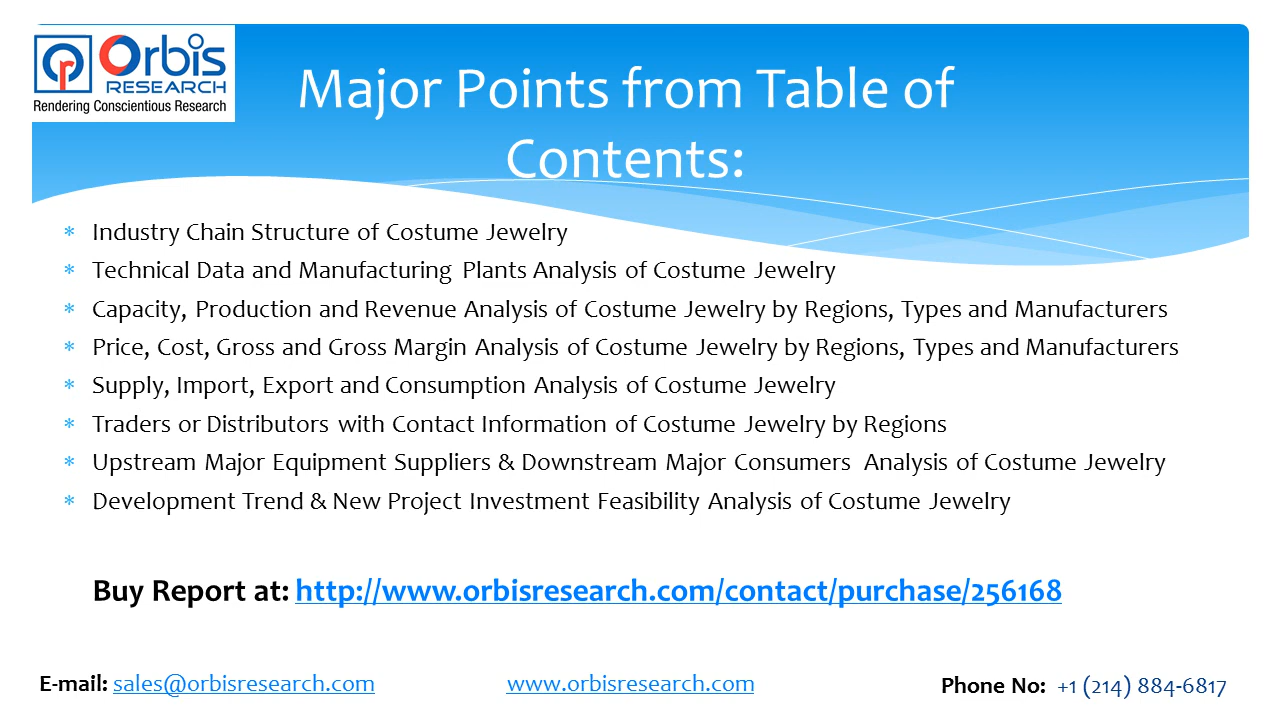 Orbis
RESEARCH
Rendering Conscientious Research
Major Points from Table of
Contents:
* Industry Chain Structure of Costume Jewelry
* Technical Data and Manufacturing Plants Analysis of Costume Jewelry
* Capacity, Production and Revenue Analysis of Costume Jewelry by Regions, Types and Manufacturers
* Price, Cost, Gross and Gross Margin Analysis of Costume Jewelry by Regions, Types and Manufacturers
* Supply, Import, Export and Consumption Analysis of Costume Jewelry
* Traders or Distributors with Contact Information of Costume Jewelry by Regions
* Upstream Major Equipment Suppliers & Downstream Major Consumers Analysis of Costume Jewelry
* Development Trend & New Project Investment Feasibility Analysis of Costume Jewelry
Buy Report at: http://www.orbisresearch.com/contact/purchase/256168
E-mail: sales@orbisresearch.com www.orbisresearch.com Phone No: +1 (214) 884-6817